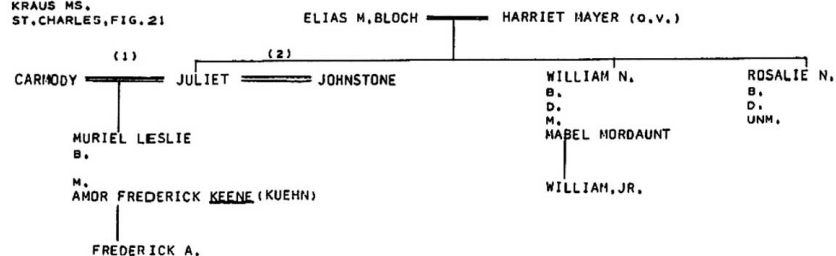 KRAUS MS.
ST.CHARLES,FIG.21
ELIAS M.BLOCH HARRIET MAYER (Q.V.)
(1) (2)
CARMODY JULIET JOHNSTONE WILLIAM N. ROSALIE N.
B. B.
D. D.
M. UNM.
MURIEL LESLIE MABEL MORDAUNT
B.
M. WILLIAM,JR.
AMOR FREDERICK KEENE (KUEHN)
FREDERICK A.